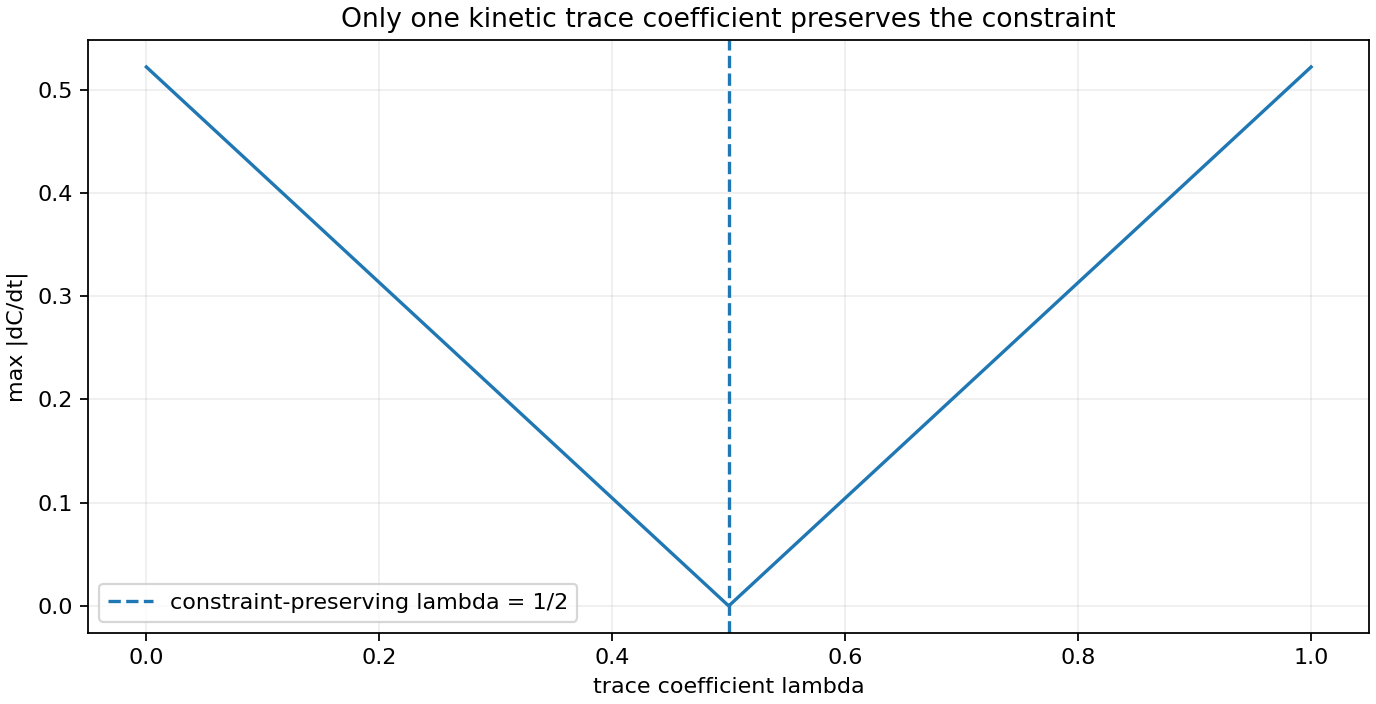 Only one kinetic trace coefficient preserves the constraint
max |dC/dt|
0.5
0.4
0.3
0.2
0.1
0.0
constraint-preserving lambda = 1/2
0.0 0.2 0.4 0.6 0.8 1.0
trace coefficient lambda